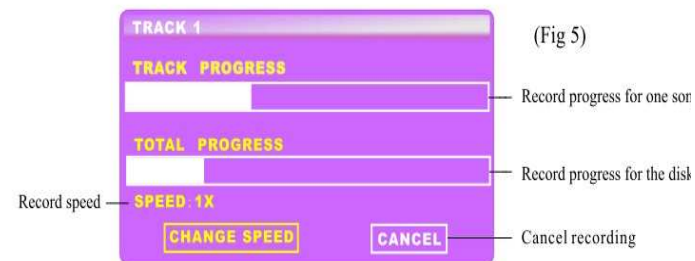 TRACK 1
(Fig 5)
TRACK PROGRESS
Record progress for one son
TOTAL PROGRESS
Record progress for the disk
Record speed
SPEED: 1X
CHANGE SPEED
CANCEL
Cancel recording